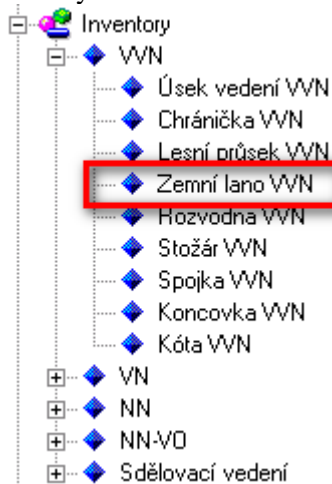 Inventory
VVN
Úsek vedení VVN
Chránička VVN
Lesní průsek VVN
Zemní lano VVN
Rozvodna VVN
Stožár VVN
Spojka VVN
Koncovka VVN
Kóta VVN
VN
NN
NN-VO
Sdělovací vedení